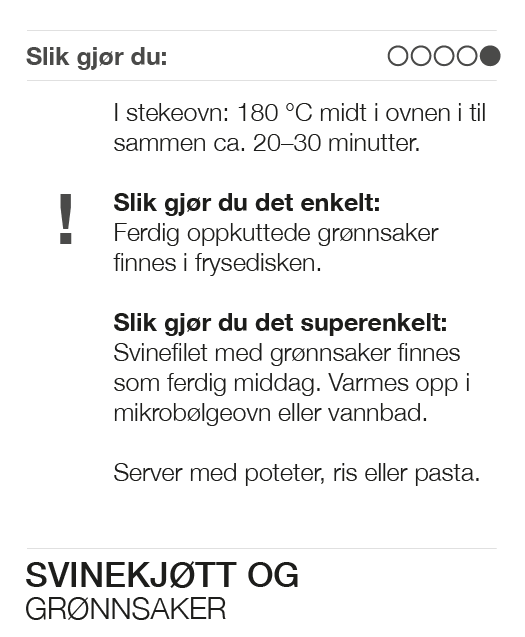 Slik gjør du:
I stekeovn: 180 °C midt i ovnen i til
sammen ca. 20–30 minutter.
!
Slik gjør du det enkelt:
Ferdig oppkuttede grønnsaker
finnes i frysedisken.
Slik gjør du det superenkelt:
Svinefilet med grønnsaker finnes
som ferdig middag. Varmes opp i
mikrobølgeovn eller vannbad.
Server med poteter, ris eller pasta.
SVINEKJØTT OG
GRØNNSAKER